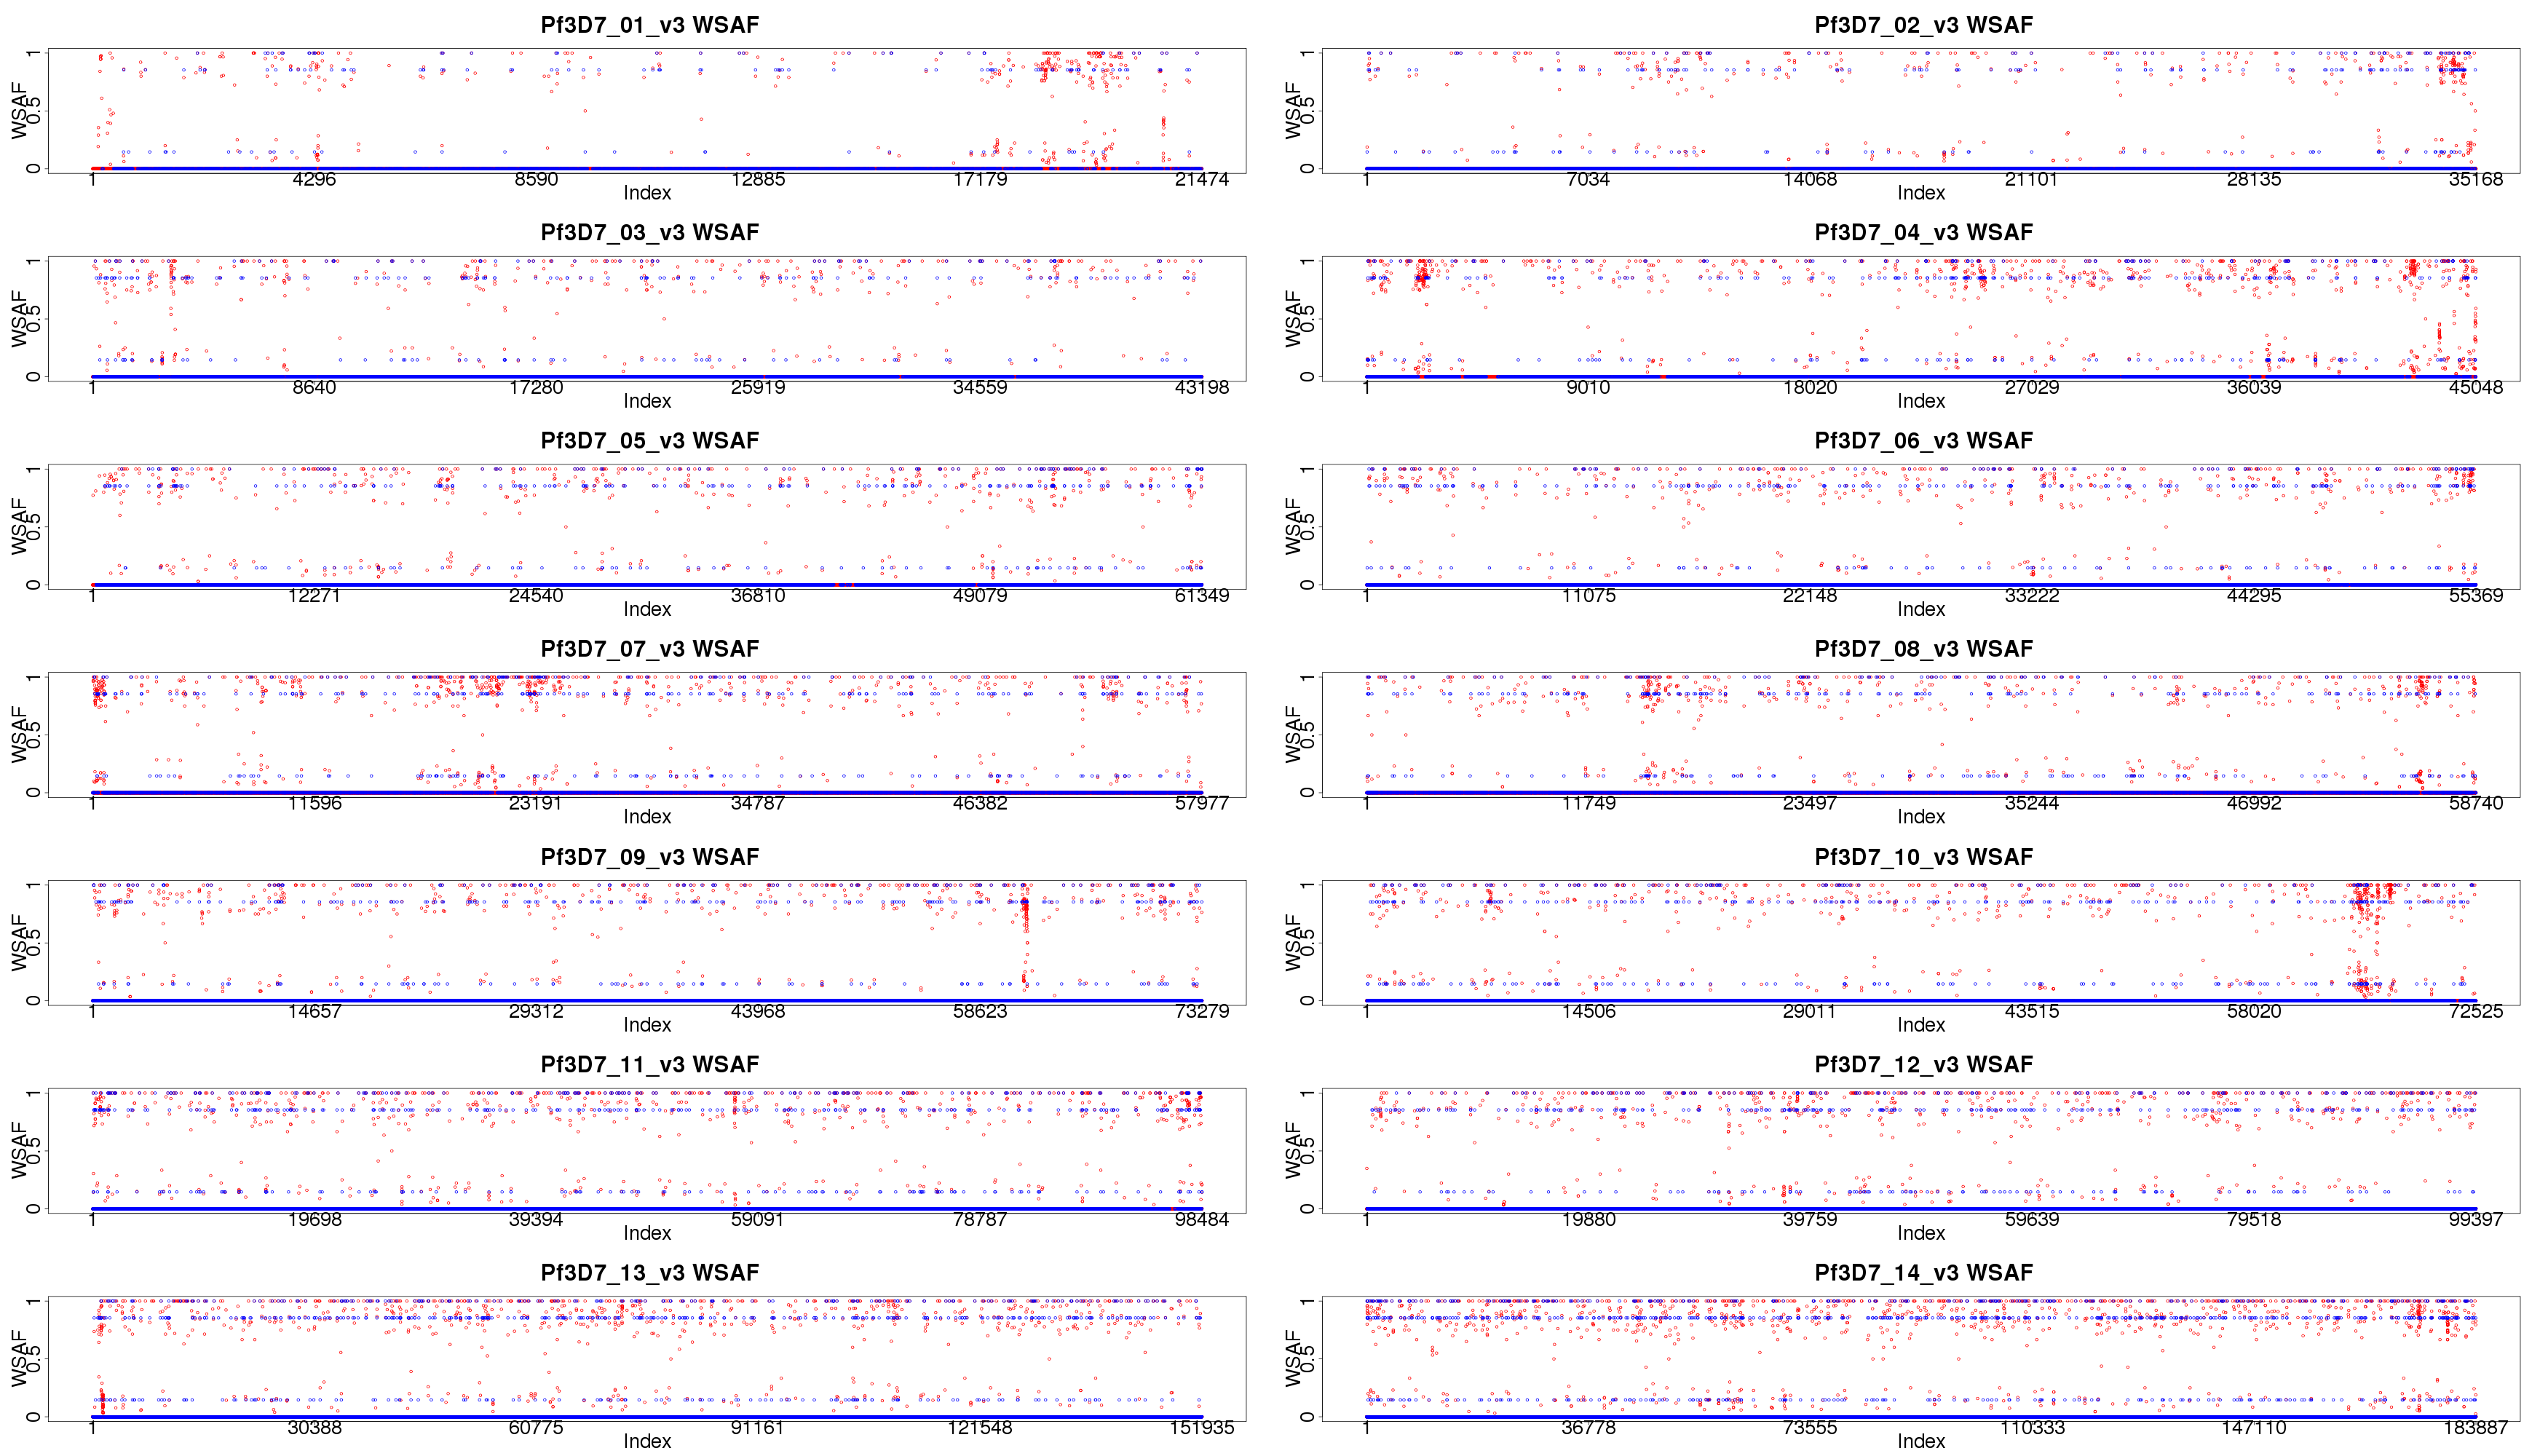 Pf3D7_01_v3 WSAF
WSAF
0 0.5 1
1 4296 8590 12885 17179 21474
Index
Pf3D7_02_v3 WSAF
WSAF
0 0.5 1
1 7034 14068 21101 28135 35168
Index
Pf3D7_03_v3 WSAF
WSAF
0 0.5 1
1 8640 17280 25919 34559 43198
Index
Pf3D7_04_v3 WSAF
WSAF
0 0.5 1
1 9010 18020 27029 36039 45048
Index
Pf3D7_05_v3 WSAF
WSAF
0 0.5 1
1 12271 24540 36810 49079 61349
Index
Pf3D7_06_v3 WSAF
WSAF
0 0.5 1
1 11075 22148 33222 44295 55369
Index
Pf3D7_07_v3 WSAF
WSAF
0 0.5 1
1 11596 23191 34787 46382 57977
Index
Pf3D7_08_v3 WSAF
WSAF
0 0.5 1
1 11749 23497 35244 46992 58740
Index
Pf3D7_09_v3 WSAF
WSAF
0 0.5 1
1 14657 29312 43968 58623 73279
Index
Pf3D7_10_v3 WSAF
WSAF
0 0.5 1
1 14506 29011 43515 58020 72525
Index
Pf3D7_11_v3 WSAF
WSAF
0 0.5 1
1 19698 39394 59091 78787 98484
Index
Pf3D7_12_v3 WSAF
WSAF
0 0.5 1
1 19880 39759 59639 79518 99397
Index
Pf3D7_13_v3 WSAF
WSAF
0 0.5 1
1 30388 60775 91161 121548 151935
Index
Pf3D7_14_v3 WSAF
WSAF
0 0.5 1
1 36778 73555 110333 147110 183887
Index